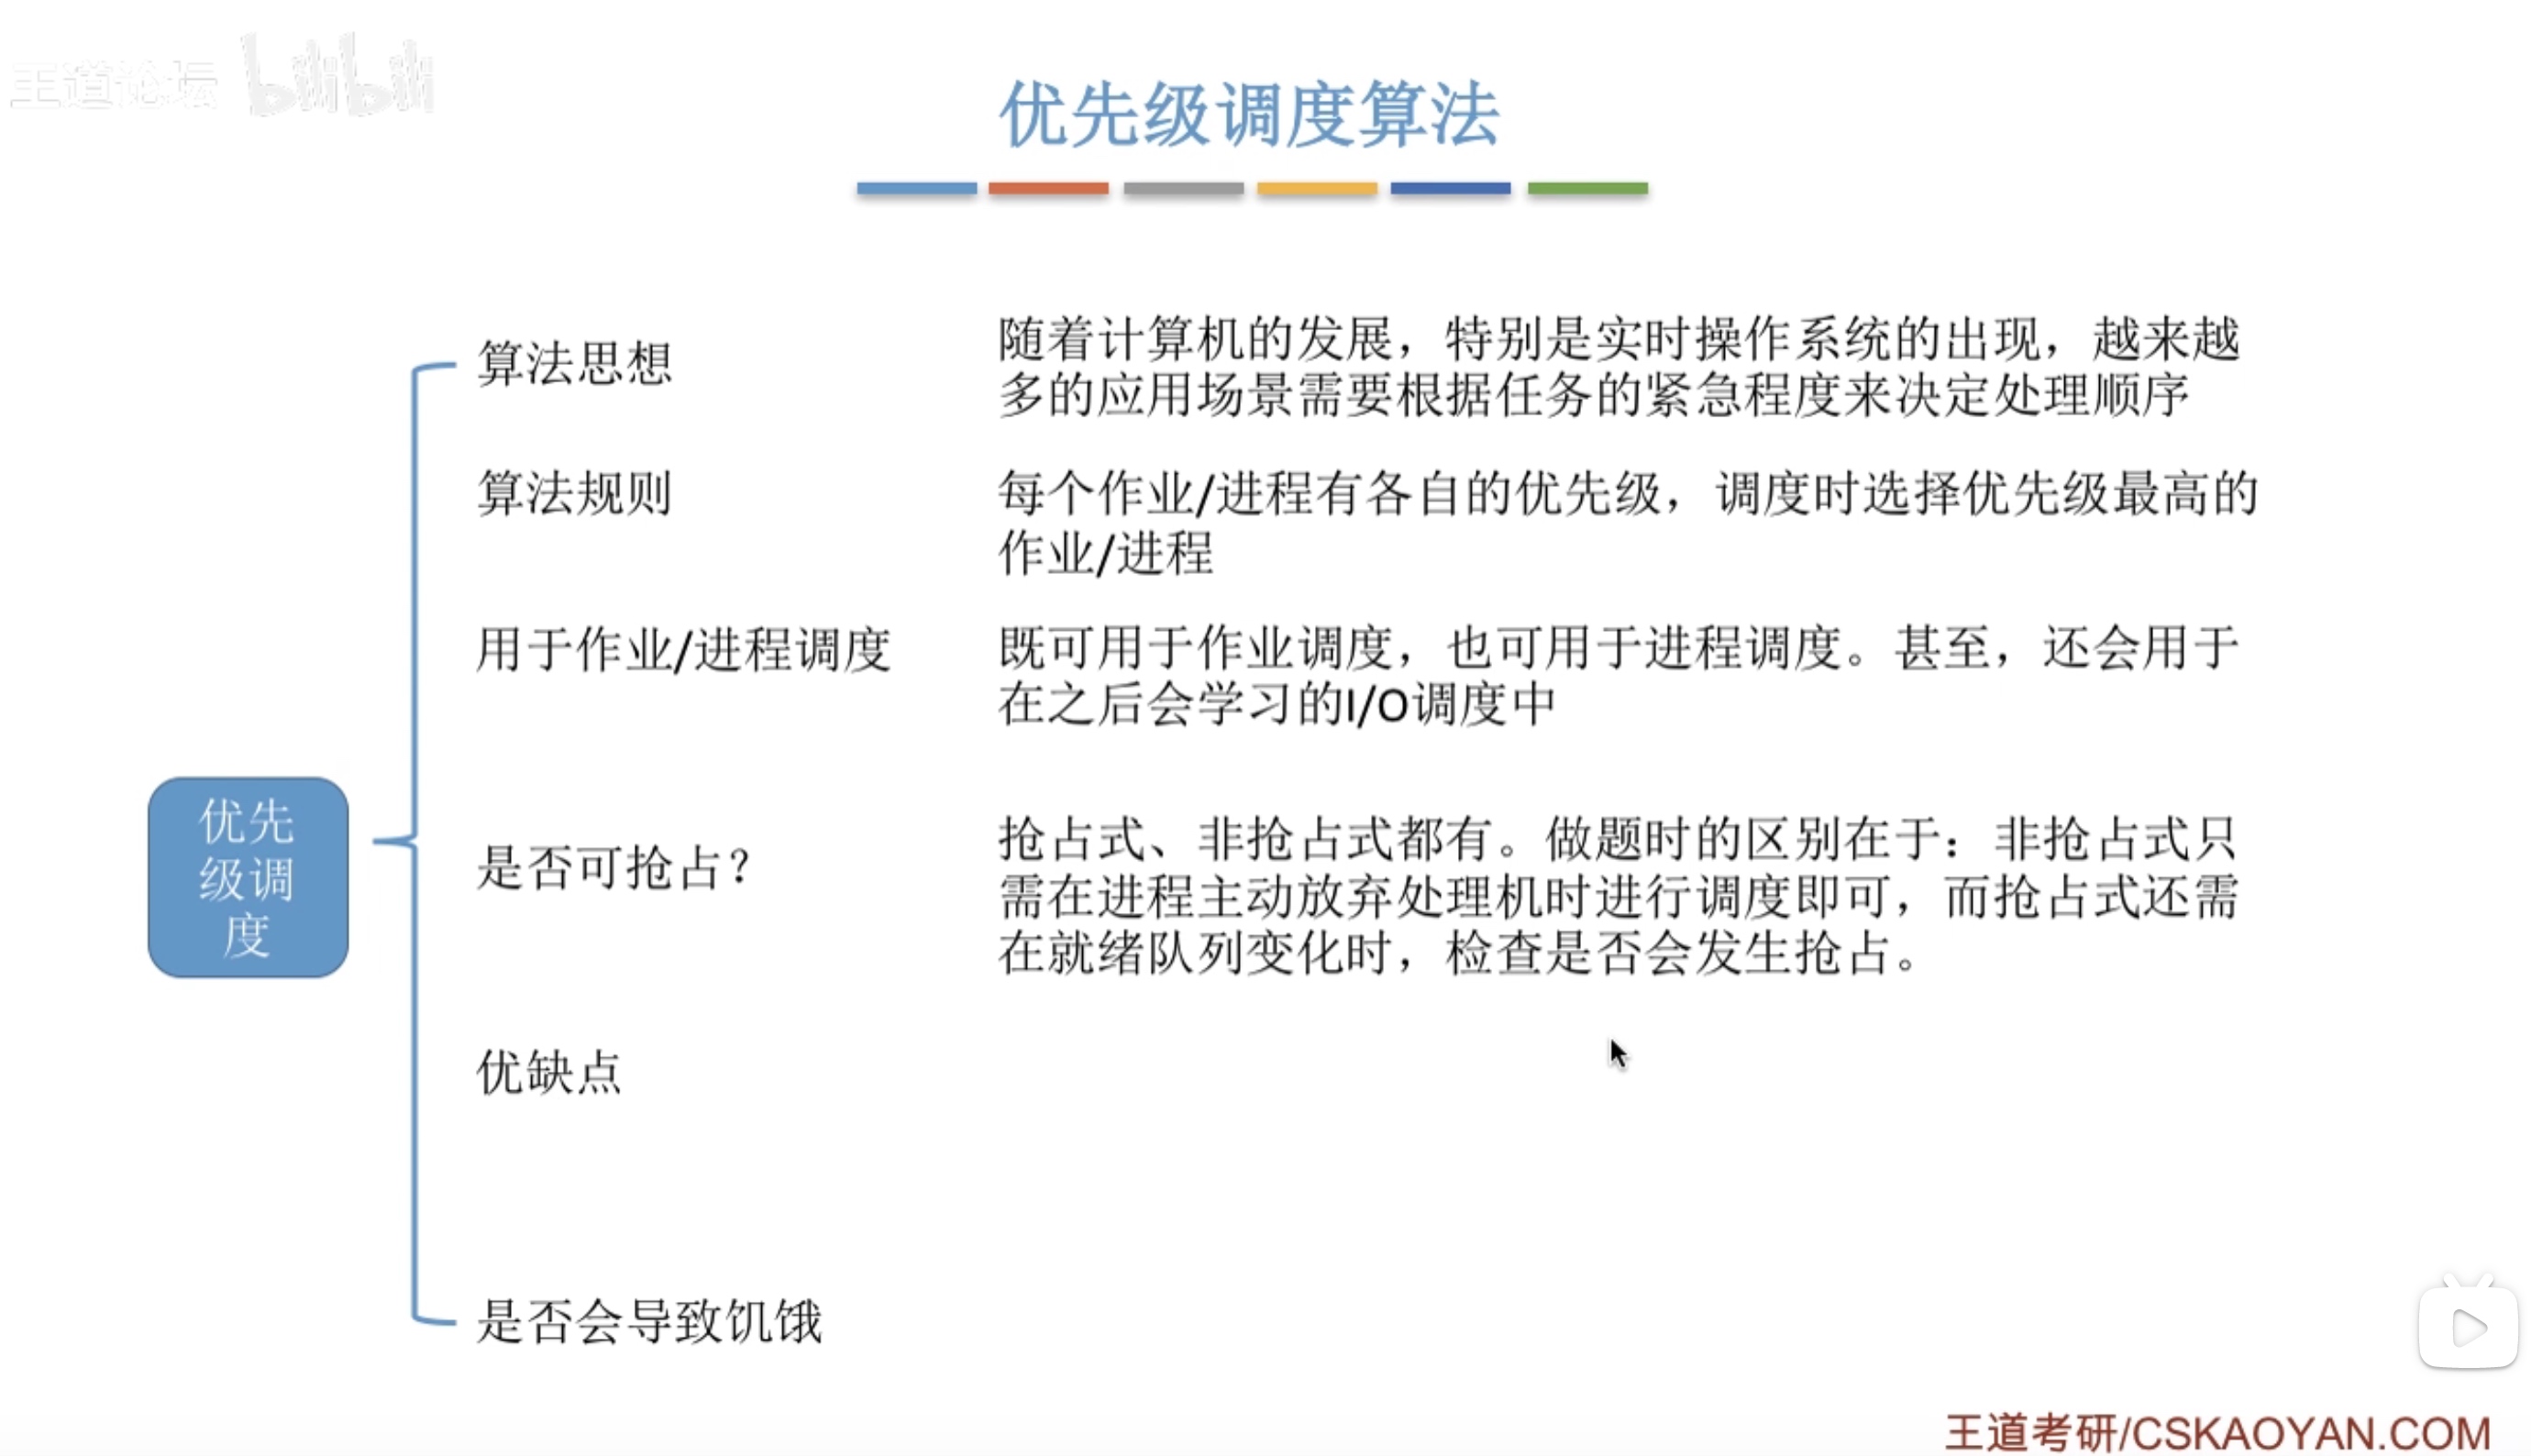 王道论坛 bilibili
优先级调度算法
算法思想
随着计算机的发展，特别是实时操作系统的出现，越来越
多的应用场景需要根据任务的紧急程度来决定处理顺序
算法规则
每个作业/进程有各自的优先级，调度时选择优先级最高的
作业/进程
用于作业/进程调度
既可用于作业调度，也可用于进程调度。甚至，还会用于
在之后会学习的I/O调度中
优先
级调
度
是否可抢占？
抢占式、非抢占式都有。做题时的区别在于：非抢占式只
需在进程主动放弃处理机时进行调度即可，而抢占式还需
在就绪队列变化时，检查是否会发生抢占。
优缺点
是否会导致饥饿
王道考研/CSKAOYAN.COM